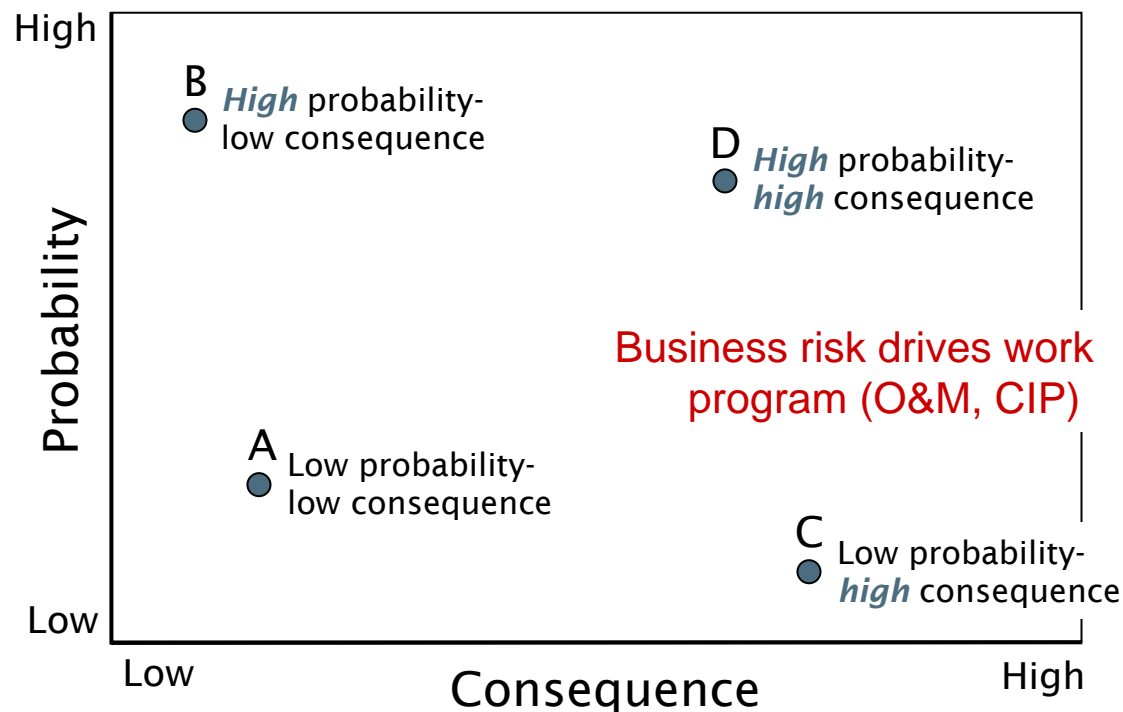 High
B
High probability-
low consequence
D
High probability-
high consequence
Probability
Business risk drives work
program (O&M, CIP)
A
Low probability-
low consequence
C
Low probability-
high consequence
Low
Low
Consequence
High